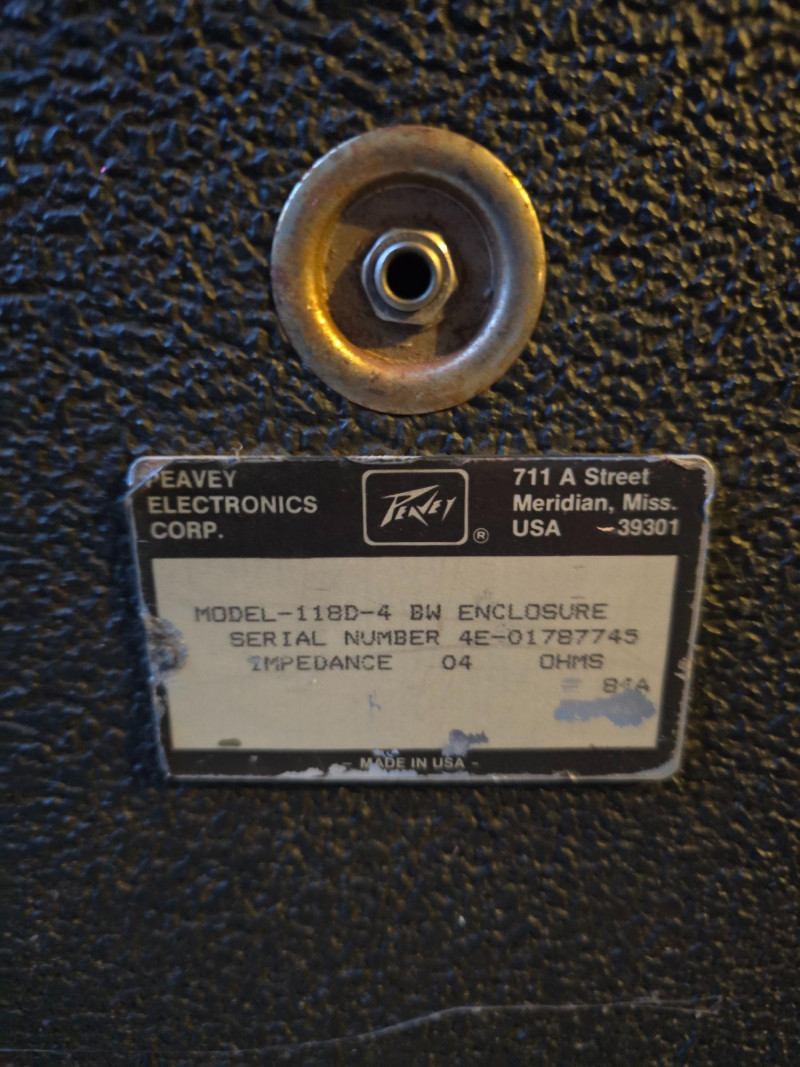 PEAVEY
ELECTRONICS
CORP.
PEAVEY
®
711 A Street
Meridian, Miss.
USA 39301
MODEL-118D-4 BW ENCLOSURE
SERIAL NUMBER 4E-01787745
IMPEDANCE 04 OHMS
84A
- MADE IN USA -